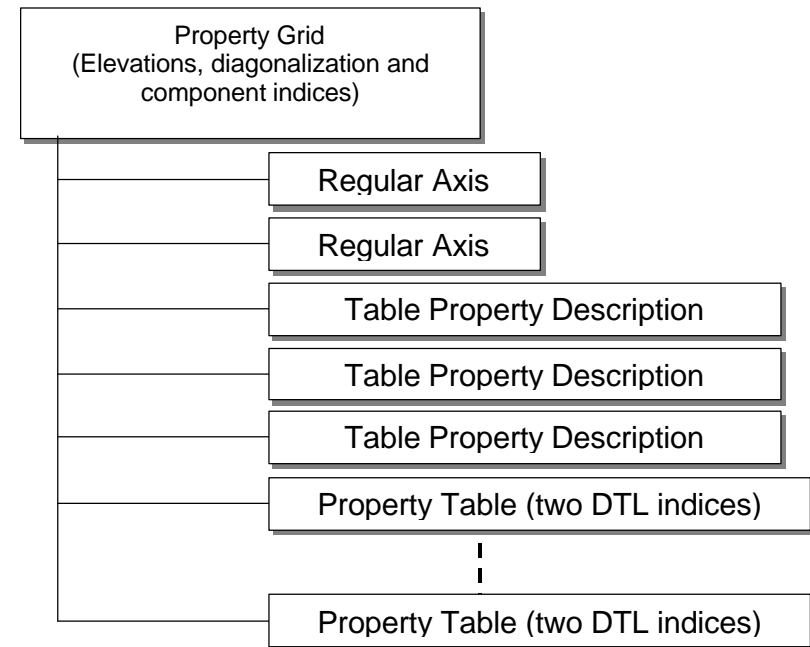 Property Grid
(Elevations, diagonalization and
component indices)
Regular Axis
Regular Axis
Table Property Description
Table Property Description
Table Property Description
Property Table (two DTL indices)
Property Table (two DTL indices)